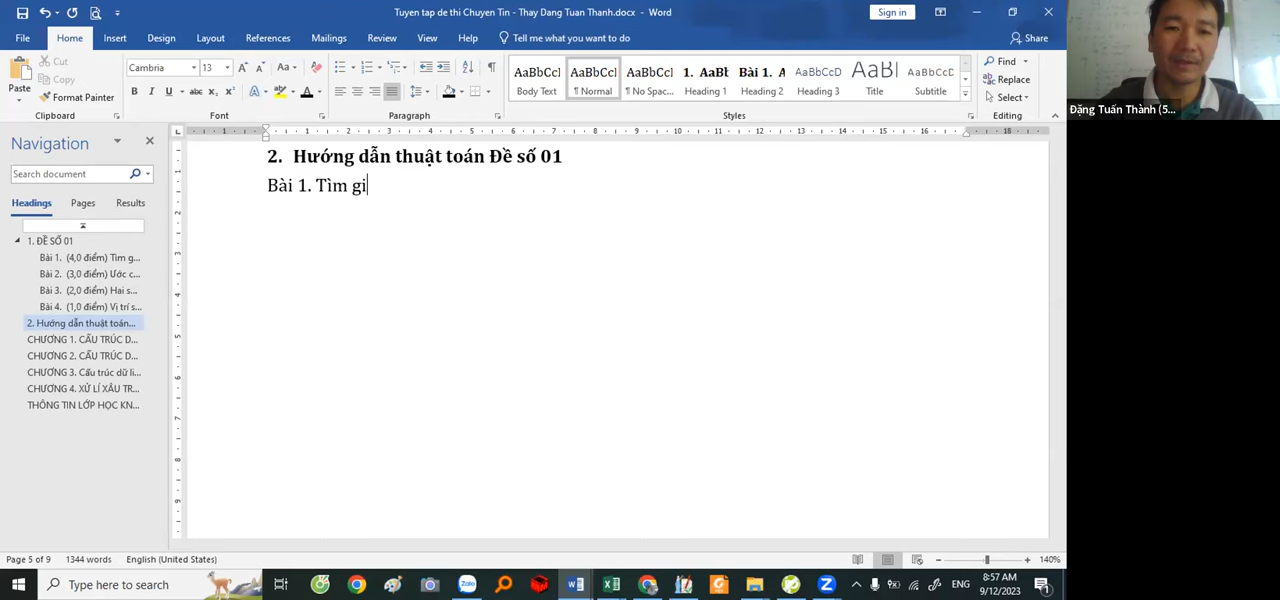 Tuyen tap de thi Chuyen Tin - Thay Dang Tuan Thanh.docx - Word
Sign in
File Home Insert Design Layout References Mailings Review View Help Tell me what you want to do Share
Paste
Cut
Copy
Format Painter
Clipboard
Cambria 13
Font
Paragraph
AaBbCcI Body Text
AaBbCcI ¶ Normal
AaBbCcI ¶ No Spac...
1. AaBb Heading 1
Bài 1. A Heading 2
AaBbCcD Heading 3
AaBl Title
AaBbCcD Subtitle
Styles
Find
Replace
Select
Editing
Đặng Tuấn Thành (5...
Navigation
Search document
Headings Pages Results
1. ĐỀ SỐ 01
Bài 1. (4,0 điểm) Tìm g...
Bài 2. (3,0 điểm) Ước c...
Bài 3. (2,0 điểm) Hai s...
Bài 4. (1,0 điểm) Vị trí s...
2. Hướng dẫn thuật toán...
CHƯƠNG 1. CẤU TRÚC D...
CHƯƠNG 2. CẤU TRÚC D...
CHƯƠNG 3. Cấu trúc dữ li...
CHƯƠNG 4. XỬ LÍ XÂU TR...
THÔNG TIN LỚP HỌC KN...
2. Hướng dẫn thuật toán Đề số 01
Bài 1. Tìm gi
Page 5 of 9 1344 words English (United States)
140%
Type here to search
Zalo
ENG
8:57 AM
9/12/2023